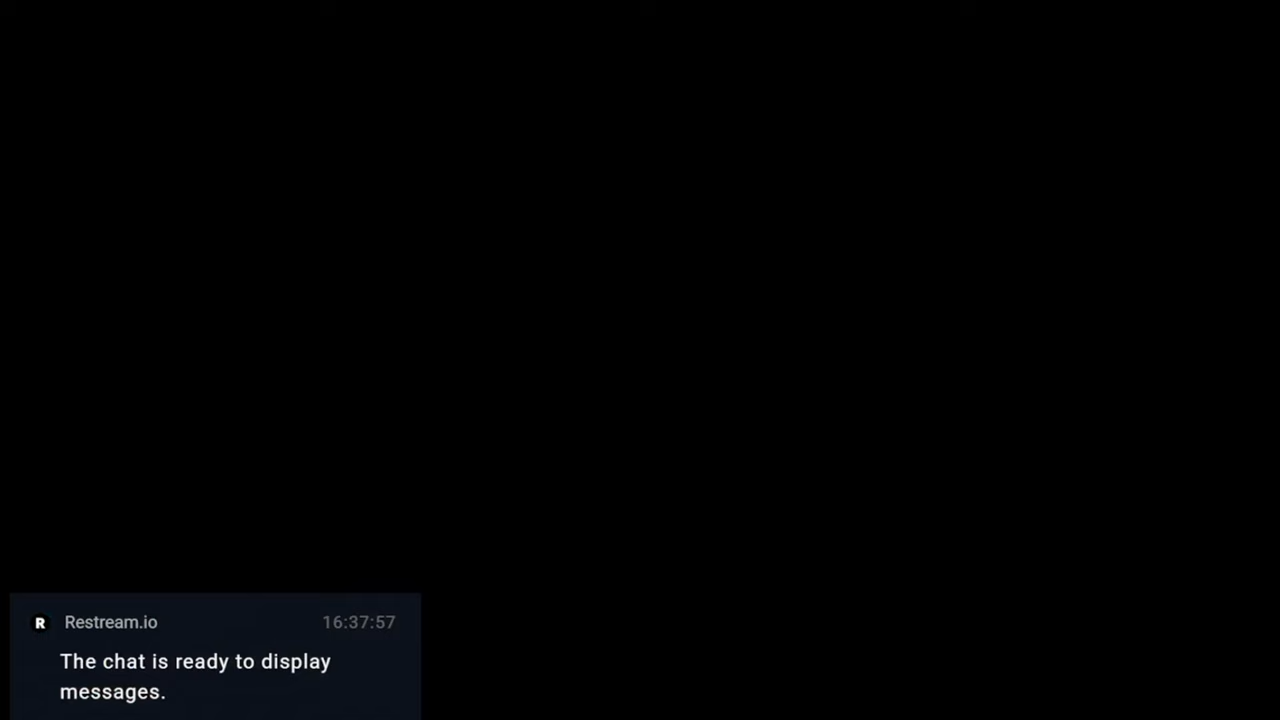 R Restream.io 16:37:57
The chat is ready to display
messages.